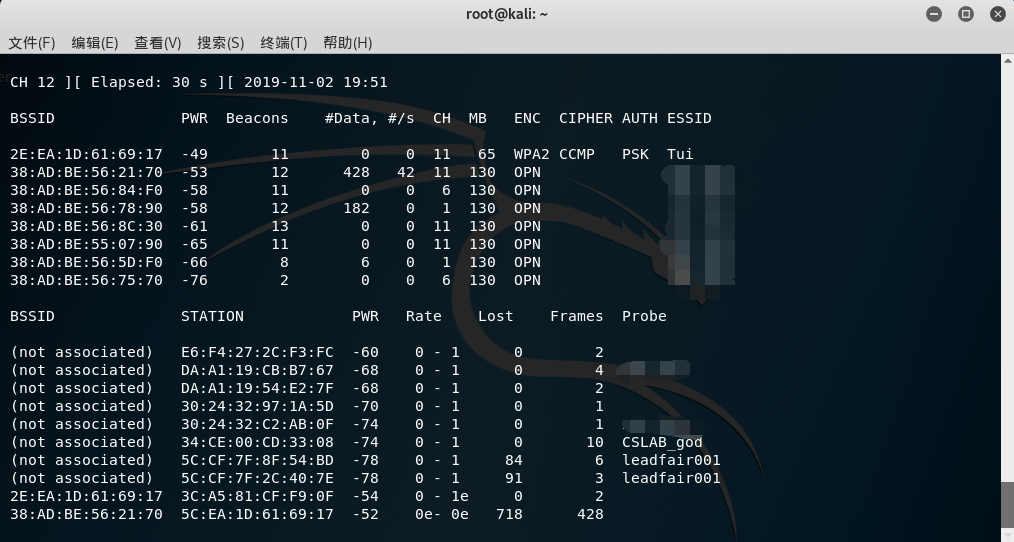 root@kali: ~
文件(F) 编辑(E) 查看(V) 搜索(S) 终端(T) 帮助(H)
CH 12 ][ Elapsed: 30 s ][ 2019-11-02 19:51
BSSID PWR Beacons #Data, #/s CH MB ENC CIPHER AUTH ESSID
2E:EA:1D:61:69:17 -49 11 0 0 11 65 WPA2 CCMP PSK Tui
38:AD:BE:56:21:70 -53 12 428 42 11 130 OPN
38:AD:BE:56:84:F0 -58 11 0 0 6 130 OPN
38:AD:BE:56:78:90 -58 12 182 0 1 130 OPN
38:AD:BE:56:8C:30 -61 13 0 0 11 130 OPN
38:AD:BE:55:07:90 -65 11 0 0 11 130 OPN
38:AD:BE:56:5D:F0 -66 8 6 0 1 130 OPN
38:AD:BE:56:75:70 -76 2 0 0 6 130 OPN
BSSID STATION PWR Rate Lost Frames Probe
(not associated) E6:F4:27:2C:F3:FC -60 0 - 1 0 2
(not associated) DA:A1:19:CB:B7:67 -68 0 - 1 0 4
(not associated) DA:A1:19:54:E2:7F -68 0 - 1 0 2
(not associated) 30:24:32:97:1A:5D -70 0 - 1 0 1
(not associated) 30:24:32:C2:AB:0F -74 0 - 1 0 1
(not associated) 34:CE:00:CD:33:08 -74 0 - 1 0 10 CSLAB_god
(not associated) 5C:CF:7F:8F:54:BD -78 0 - 1 84 6 leadfair001
(not associated) 5C:CF:7F:2C:40:7E -78 0 - 1 91 3 leadfair001
2E:EA:1D:61:69:17 3C:A5:81:CF:F9:0F -54 0 - 1e 0 2
38:AD:BE:56:21:70 5C:EA:1D:61:69:17 -52 0e- 0e 718 428